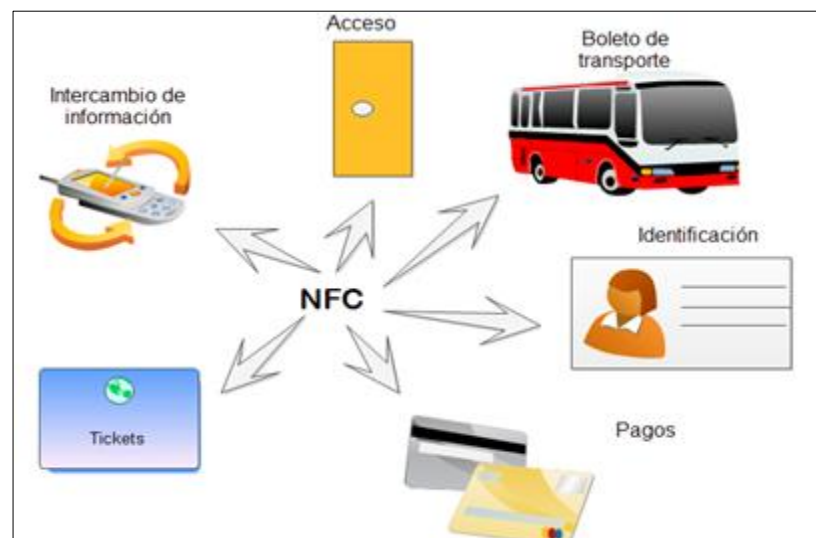 Acceso
Boleto de
transporte
Intercambio de
información
Identificación
NFC
Tickets
Pagos